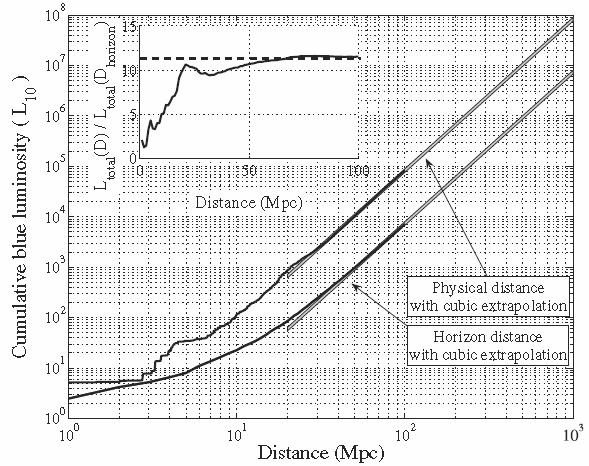 10^8
10^7
10^6
10^5
10^4
10^3
10^2
10^1
10^0
Cumulative blue luminosity (L_10)
15
10
5
0
L_total(D) / L_total(D_horizon)
0 50 100
Distance (Mpc)
Physical distance
with cubic extrapolation
Horizon distance
with cubic extrapolation
10^0 10^1 10^2 10^3
Distance (Mpc)